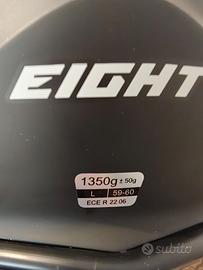 EIGHT
1350g ± 50g
L 59-60
ECE R 22.06
subito